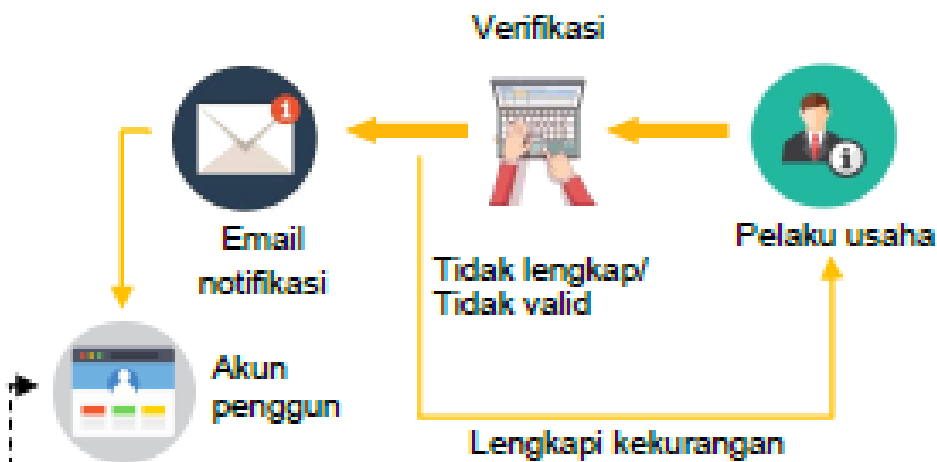 Verifikasi
Email
notifikasi
Pelaku usaha
Tidak lengkap/
Tidak valid
Akun
penggun
Lengkapi kekurangan